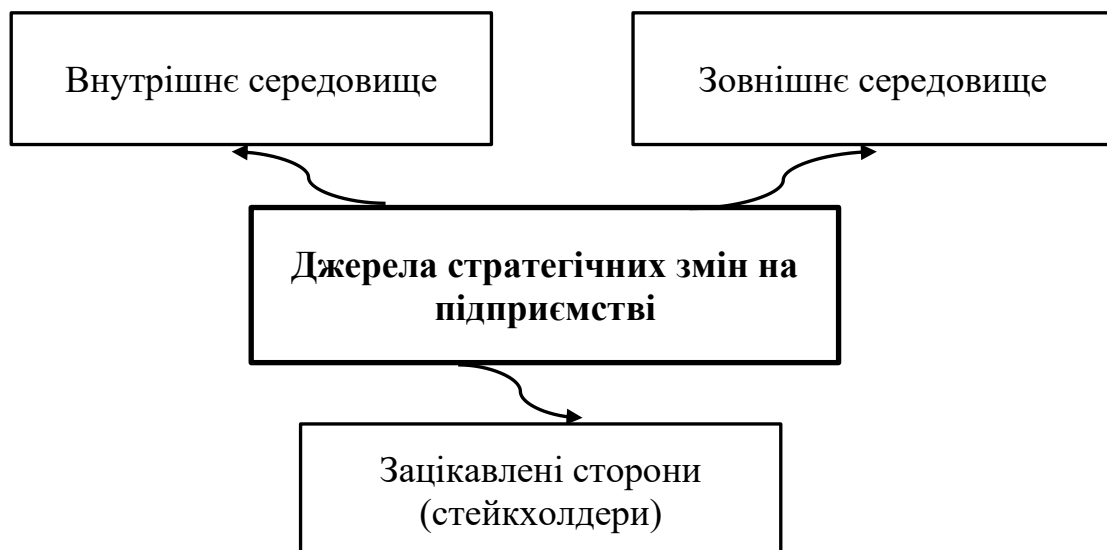 Внутрішнє середовище
Зовнішнє середовище
Джерела стратегічних змін на
підприємстві
Зацікавлені сторони
(стейкхолдери)